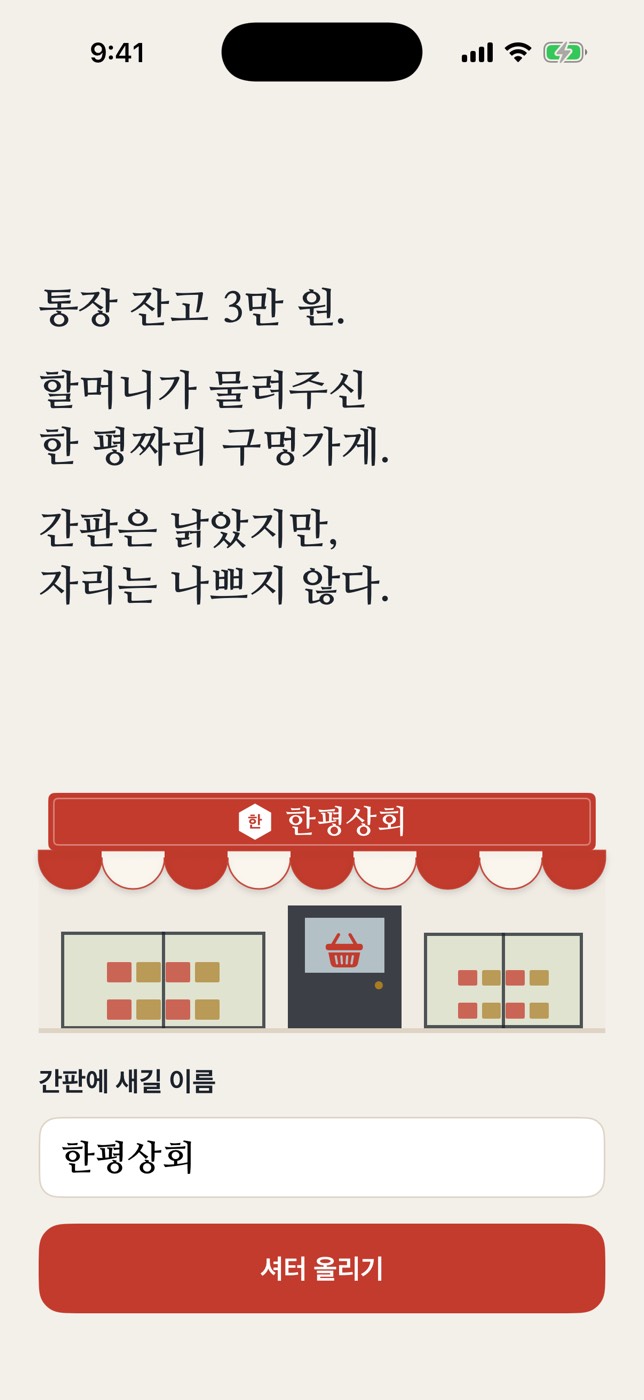 9:41
통장 잔고 3만 원.
할머니가 물려주신
한 평짜리 구멍가게.
간판은 낡았지만,
자리는 나쁘지 않다.
한 한평상회
간판에 새길 이름
한평상회
셔터 올리기